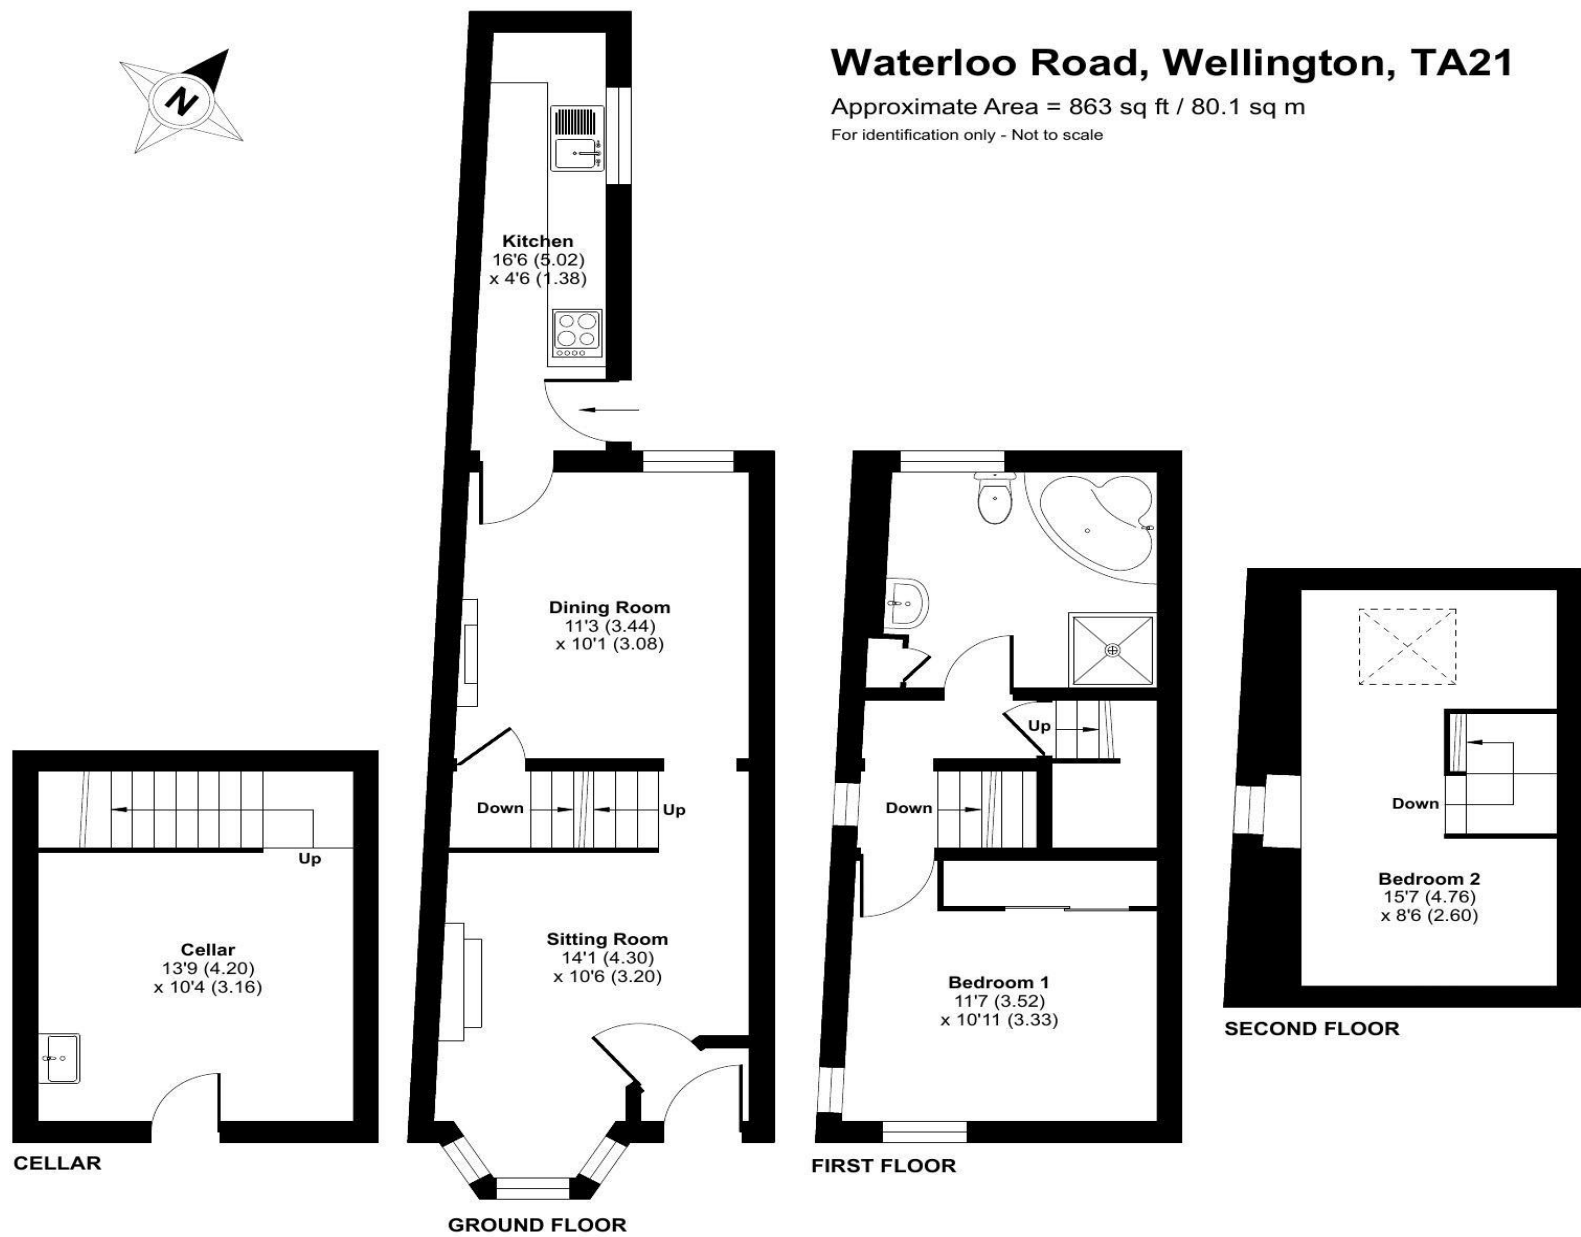 N
Waterloo Road, Wellington, TA21
Approximate Area = 863 sq ft / 80.1 sq m
For identification only - Not to scale
Kitchen
16'6 (5.02)
x 4'6 (1.38)
Dining Room
11'3 (3.44)
x 10'1 (3.08)
Down
Up
Sitting Room
14'1 (4.30)
x 10'6 (3.20)
GROUND FLOOR
Up
Cellar
13'9 (4.20)
x 10'4 (3.16)
CELLAR
Up
Down
Bedroom 1
11'7 (3.52)
x 10'11 (3.33)
FIRST FLOOR
Down
Bedroom 2
15'7 (4.76)
x 8'6 (2.60)
SECOND FLOOR